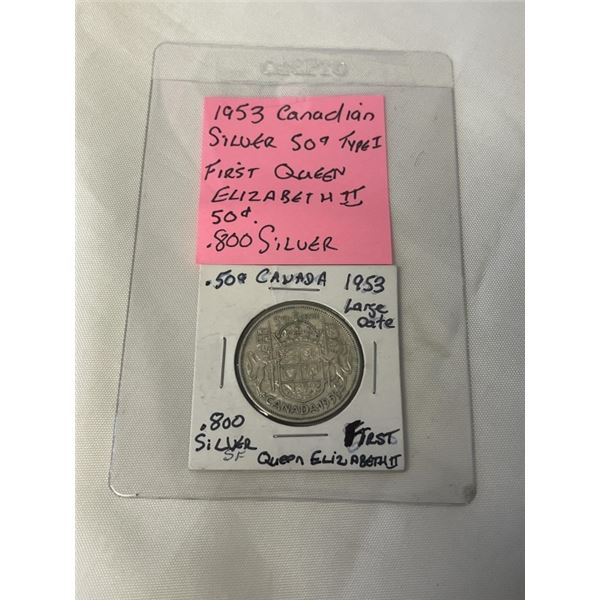 1953 Canadian
SILVER 50¢ TYPE I
FIRST QUEEN
ELIZABETH II
50¢.
.800 SILVER
.50¢ CANADA 1953
Large
Date
CANADA 1953
.800
SILVER
SF
FIRST
QUEEN ELIZABETH II